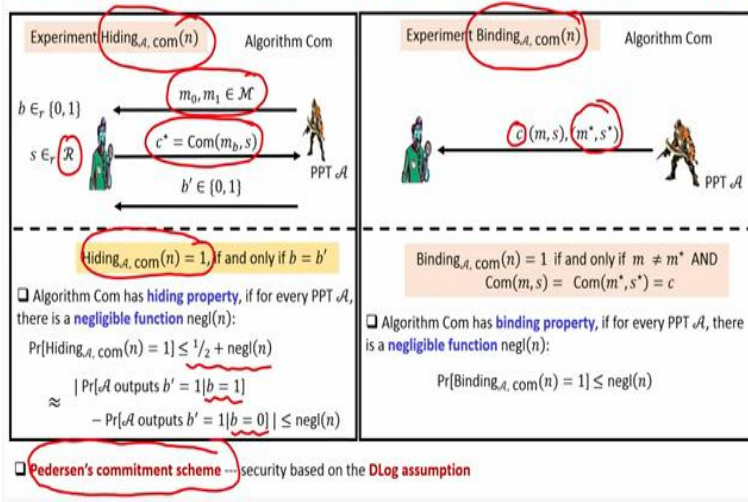 Experiment Hiding𝒜, com(n)
Algorithm Com
b ∈r {0, 1}
m0, m1 ∈ ℳ
s ∈r ℛ
c* = Com(mb, s)
PPT 𝒜
b′ ∈ {0, 1}
Hiding𝒜, com(n) = 1, if and only if b = b′
❑ Algorithm Com has hiding property, if for every PPT 𝒜,
there is a negligible function negl(n):
Pr[Hiding𝒜, com(n) = 1] ≤ 1/2 + negl(n)
≈
| Pr[𝒜 outputs b′ = 1|b = 1]
− Pr[𝒜 outputs b′ = 1|b = 0] | ≤ negl(n)
Experiment Binding𝒜, com(n)
Algorithm Com
c (m, s), (m*, s*)
PPT 𝒜
Binding𝒜, com(n) = 1 if and only if m ≠ m* AND
Com(m, s) = Com(m*, s*) = c
❑ Algorithm Com has binding property, if for every PPT 𝒜, there
is a negligible function negl(n):
Pr[Binding𝒜, com(n) = 1] ≤ negl(n)
❑ Pedersen's commitment scheme --- security based on the DLog assumption